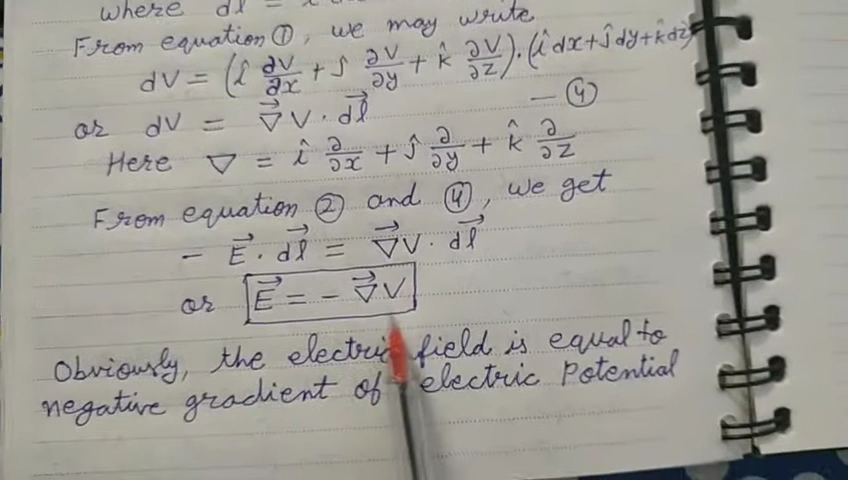 where dl =
From equation ①, we may write
dV = (î ∂V/∂x + ĵ ∂V/∂y + k̂ ∂V/∂z).(î dx + ĵ dy + k̂ dz)
or dV = ∇⃗V. dl⃗ — ④
Here ∇ = î ∂/∂x + ĵ ∂/∂y + k̂ ∂/∂z
From equation ② and ④, we get
- E⃗. dl⃗ = ∇⃗V. dl⃗
or E⃗ = - ∇⃗V
Obviously, the electric field is equal to
negative gradient of electric potential